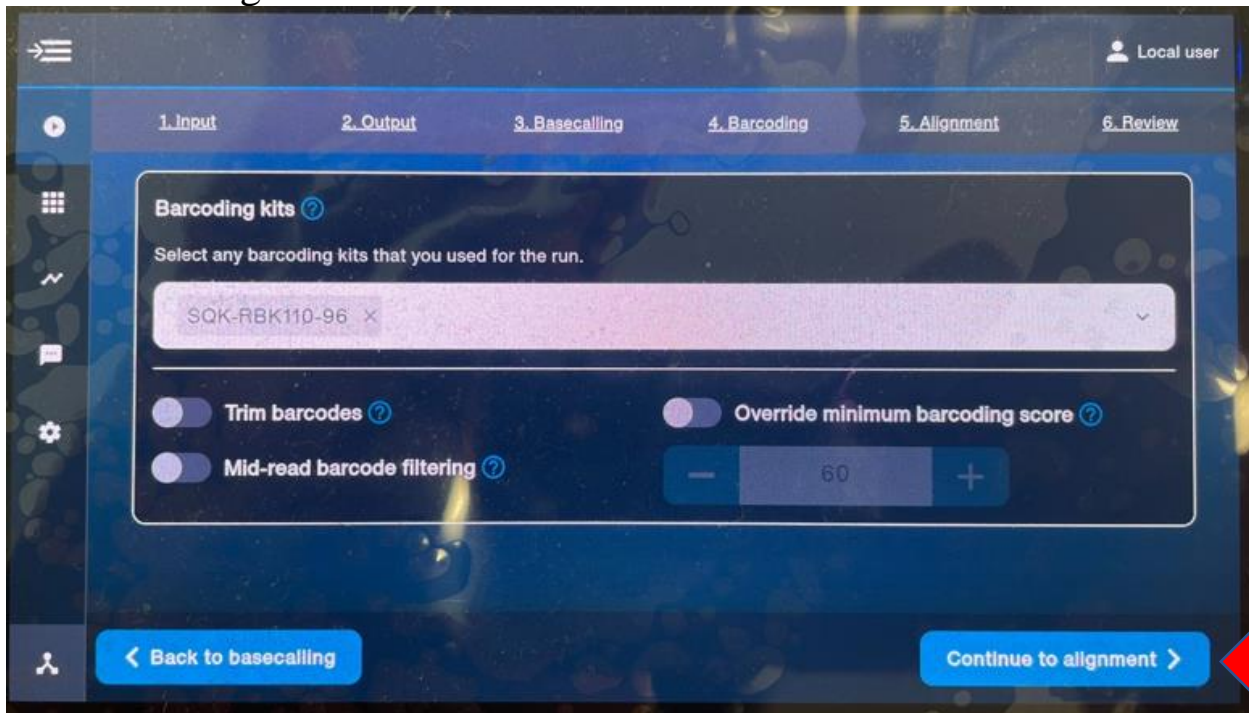 Local user
1. Input 2. Output 3. Basecalling 4. Barcoding 5. Alignment 6. Review
Barcoding kits ?
Select any barcoding kits that you used for the run.
SQK-RBK110-96 ×
Trim barcodes ? Override minimum barcoding score ?
Mid-read barcode filtering ? − 60 +
Back to basecalling Continue to alignment